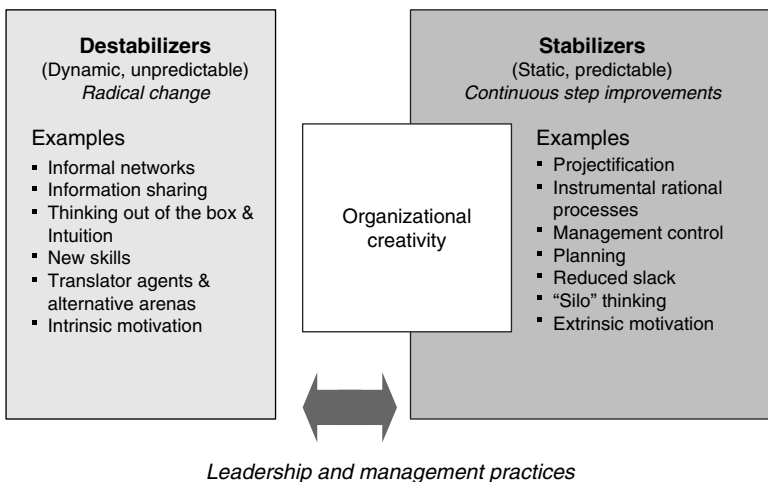 Destabilizers
(Dynamic, unpredictable)
Radical change
Examples
▪ Informal networks
▪ Information sharing
▪ Thinking out of the box &
Intuition
▪ New skills
▪ Translator agents &
alternative arenas
▪ Intrinsic motivation
Organizational
creativity
Stabilizers
(Static, predictable)
Continuous step improvements
Examples
▪ Projectification
▪ Instrumental rational
processes
▪ Management control
▪ Planning
▪ Reduced slack
▪ “Silo” thinking
▪ Extrinsic motivation
Leadership and management practices